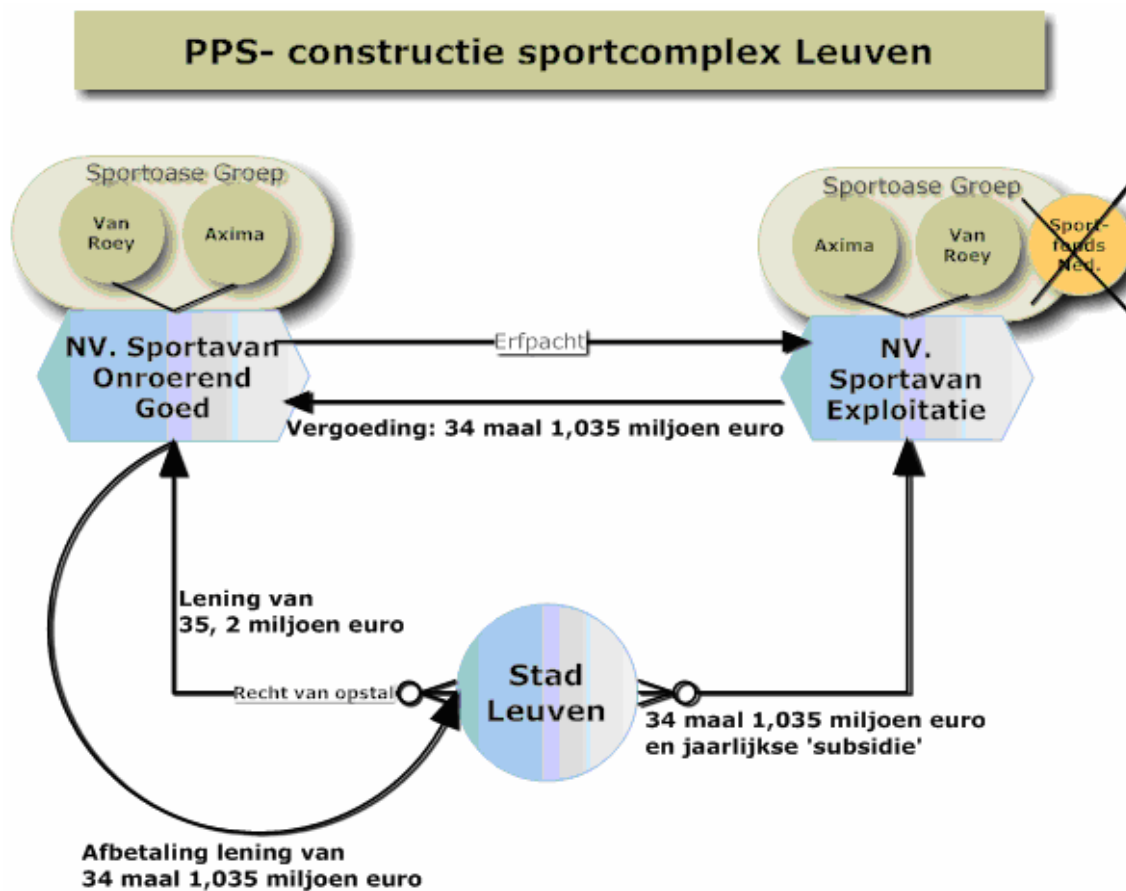 PPS- constructie sportcomplex Leuven
Sportoase Groep
Van
Roey
Axima
Sportoase Groep
Axima
Van
Roey
Sport-
fonds
Ned.
NV. Sportavan
Onroerend
Goed
Erfpacht
NV.
Sportavan
Exploitatie
Vergoeding: 34 maal 1,035 miljoen euro
Lening van
35, 2 miljoen euro
Recht van opstal
Stad
Leuven
34 maal 1,035 miljoen euro
en jaarlijkse 'subsidie'
Afbetaling lening van
34 maal 1,035 miljoen euro